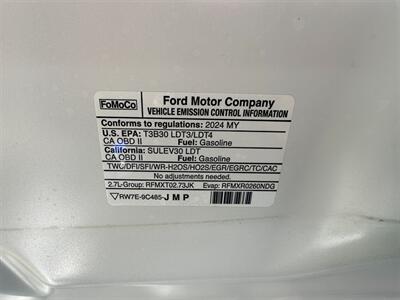 FoMoCo
Ford Motor Company
VEHICLE EMISSION CONTROL INFORMATION
Conforms to regulations: 2024 MY
U.S. EPA: T3B30 LDT3/LDT4
CA OBD II Fuel: Gasoline
California: SULEV30 LDT
CA OBD II Fuel: Gasoline
TWC/DFI/SFI/WR-H2OS/HO2S/EGR/EGRC/TC/CAC
No adjustments needed.
2.7L-Group: RFMXT02.73JK Evap: RFMXR0260NDG
RW7E-9C485-JMP